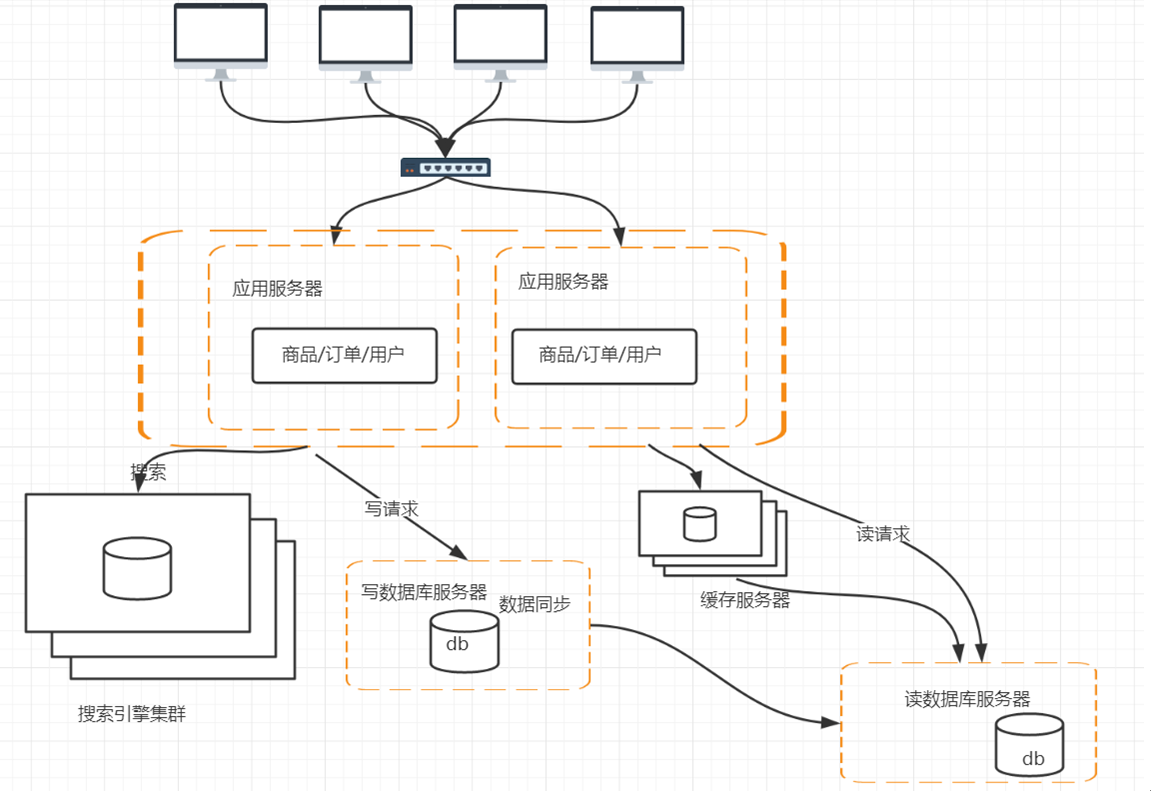 应用服务器
应用服务器
商品/订单/用户
商品/订单/用户
搜索
写请求
读请求
写数据库服务器
数据同步
缓存服务器
db
读数据库服务器
搜索引擎集群
db